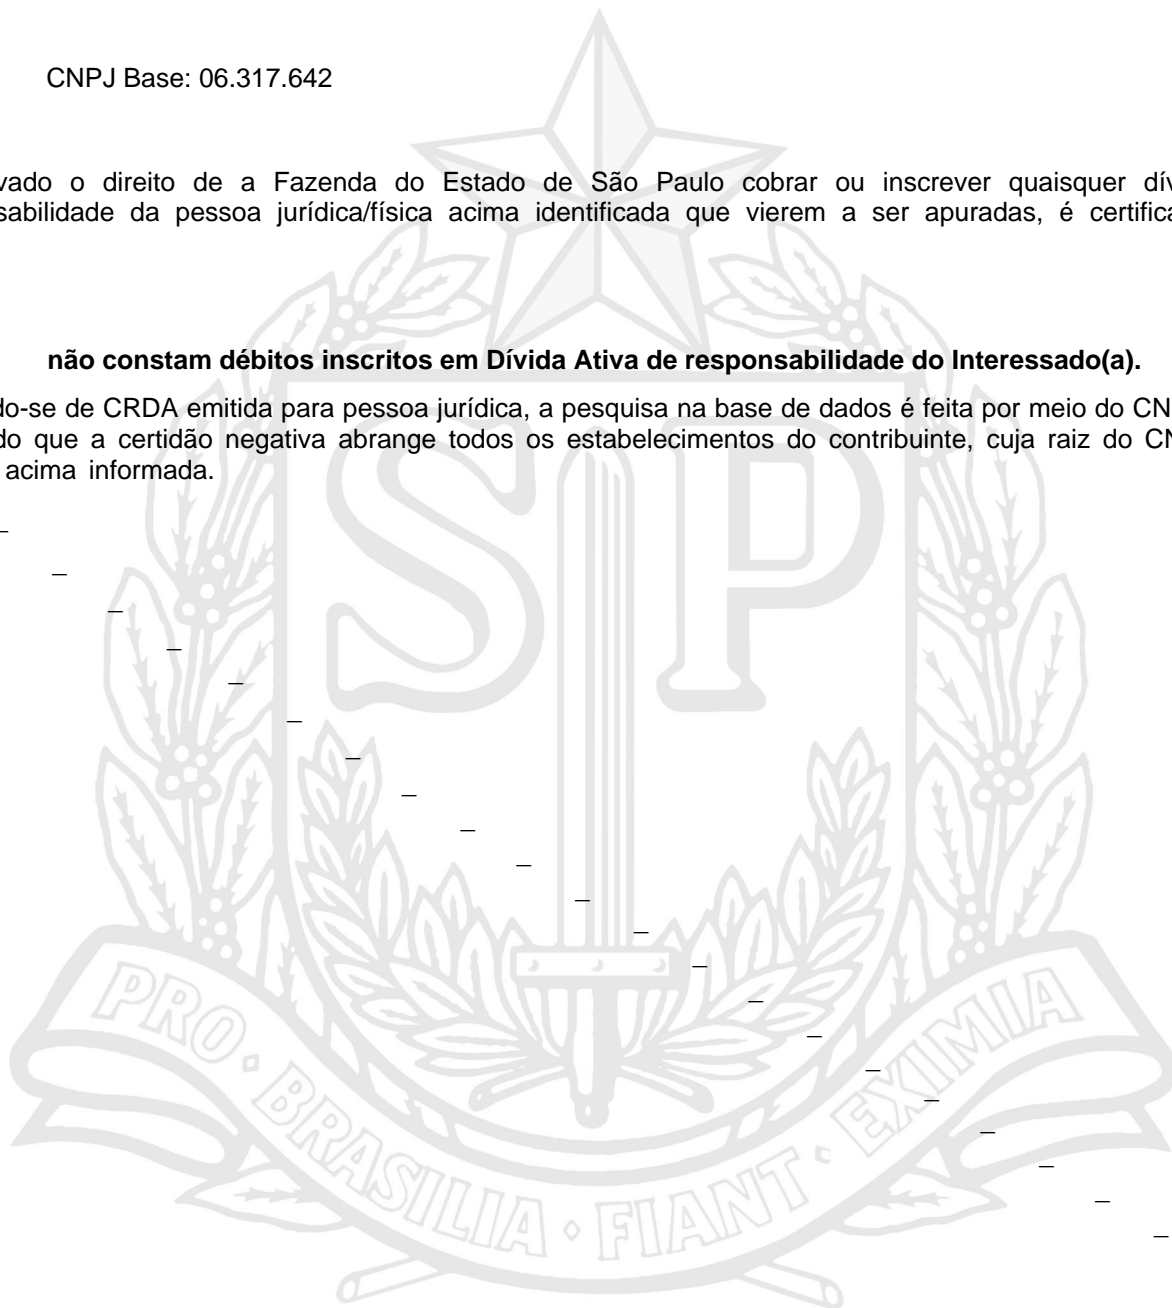 CNPJ Base: 06.317.642
vado o direito de a Fazenda do Estado de São Paulo cobrar ou inscrever quaisquer dív
sabilidade da pessoa jurídica/física acima identificada que vierem a ser apuradas, é certifica
não constam débitos inscritos em Dívida Ativa de responsabilidade do Interessado(a).
do-se de CRDA emitida para pessoa jurídica, a pesquisa na base de dados é feita por meio do CN
do que a certidão negativa abrange todos os estabelecimentos do contribuinte, cuja raiz do CN
acima informada.
SP
PRO • BRASILIA • FIANT • EXIMIA